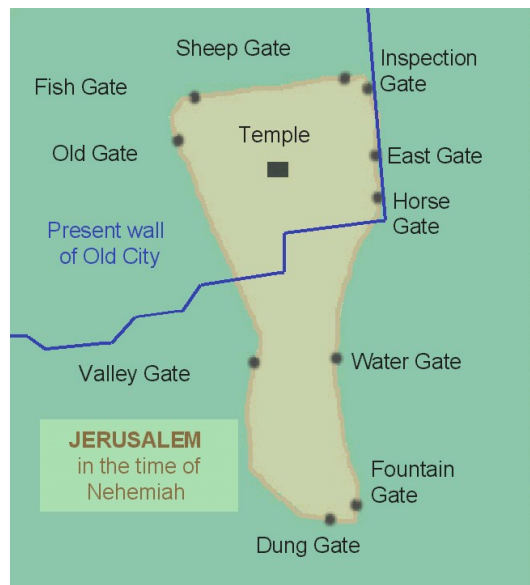 Sheep Gate
Inspection
Gate
Fish Gate
Temple
Old Gate
East Gate
Horse
Gate
Present wall
of Old City
Valley Gate
Water Gate
JERUSALEM
in the time of
Nehemiah
Fountain
Gate
Dung Gate